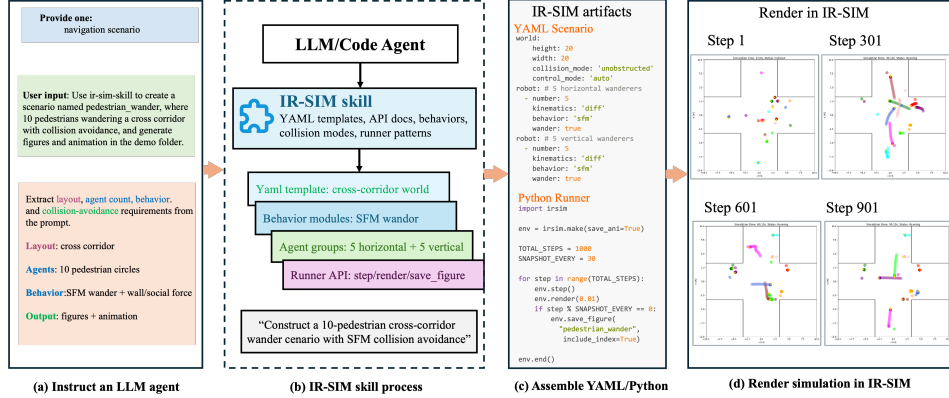 Provide one:
navigation scenario
User input: Use ir-sim-skill to create a
scenario named pedestrian_wander, where
10 pedestrians wandering a cross corridor
with collision avoidance, and generate
figures and animation in the demo folder.
Extract layout, agent count, behavior.
and collision-avoidance requirements from
the prompt.
Layout: cross corridor
Agents: 10 pedestrian circles
Behavior:SFM wander + wall/social force
Output: figures + animation
(a) Instruct an LLM agent
LLM/Code Agent
IR-SIM skill
YAML templates, API docs, behaviors,
collision modes, runner patterns
Yaml template: cross-corridor world
Behavior modules: SFM wandor
Agent groups: 5 horizontal + 5 vertical
Runner API: step/render/save_figure
“Construct a 10-pedestrian cross-corridor
wander cenario with SFM collision avoidance”
(b) IR-SIM skill process
IR-SIM artifacts
YAML Scenario
world:
height: 20
width: 20
collision_mode: 'unobstructed'
control_mode: 'auto'
robot: # 5 horizontal wanderers
- number: 5
kinematics: 'diff'
behavior: 'sfm'
wander: true
robot: # 5 vertical wanderers
- number: 5
kinematics: 'diff'
behavior: 'sfm'
wander: true
Python Runner
import irsim
env = irsim.make(save_ani=True)
TOTAL_STEPS = 1000
SNAPSHOT_EVERY = 30
for step in range(TOTAL_STEPS):
env.step()
env.render(0.01)
if step % SNAPSHOT_EVERY == 0:
env.save_figure(
"pedestrian_wander",
include_index=True)
env.end()
(c) Assemble YAML/Python
Render in IR-SIM
Step 1
Step 301
Step 601
Step 901
(d) Render simulation in IR-SIM